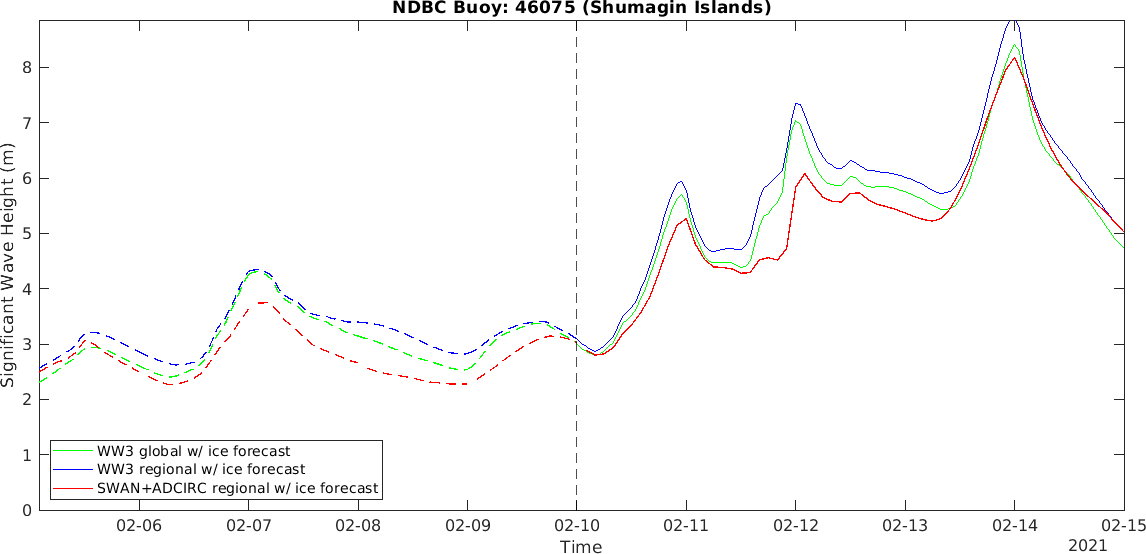 NDBC Buoy: 46075 (Shumagin Islands)
Significant Wave Height (m)
8
7
6
5
4
3
2
1
0
WW3 global w/ ice forecast
WW3 regional w/ ice forecast
SWAN+ADCIRC regional w/ ice forecast
02-06 02-07 02-08 02-09 02-10 02-11 02-12 02-13 02-14 02-15
Time
2021